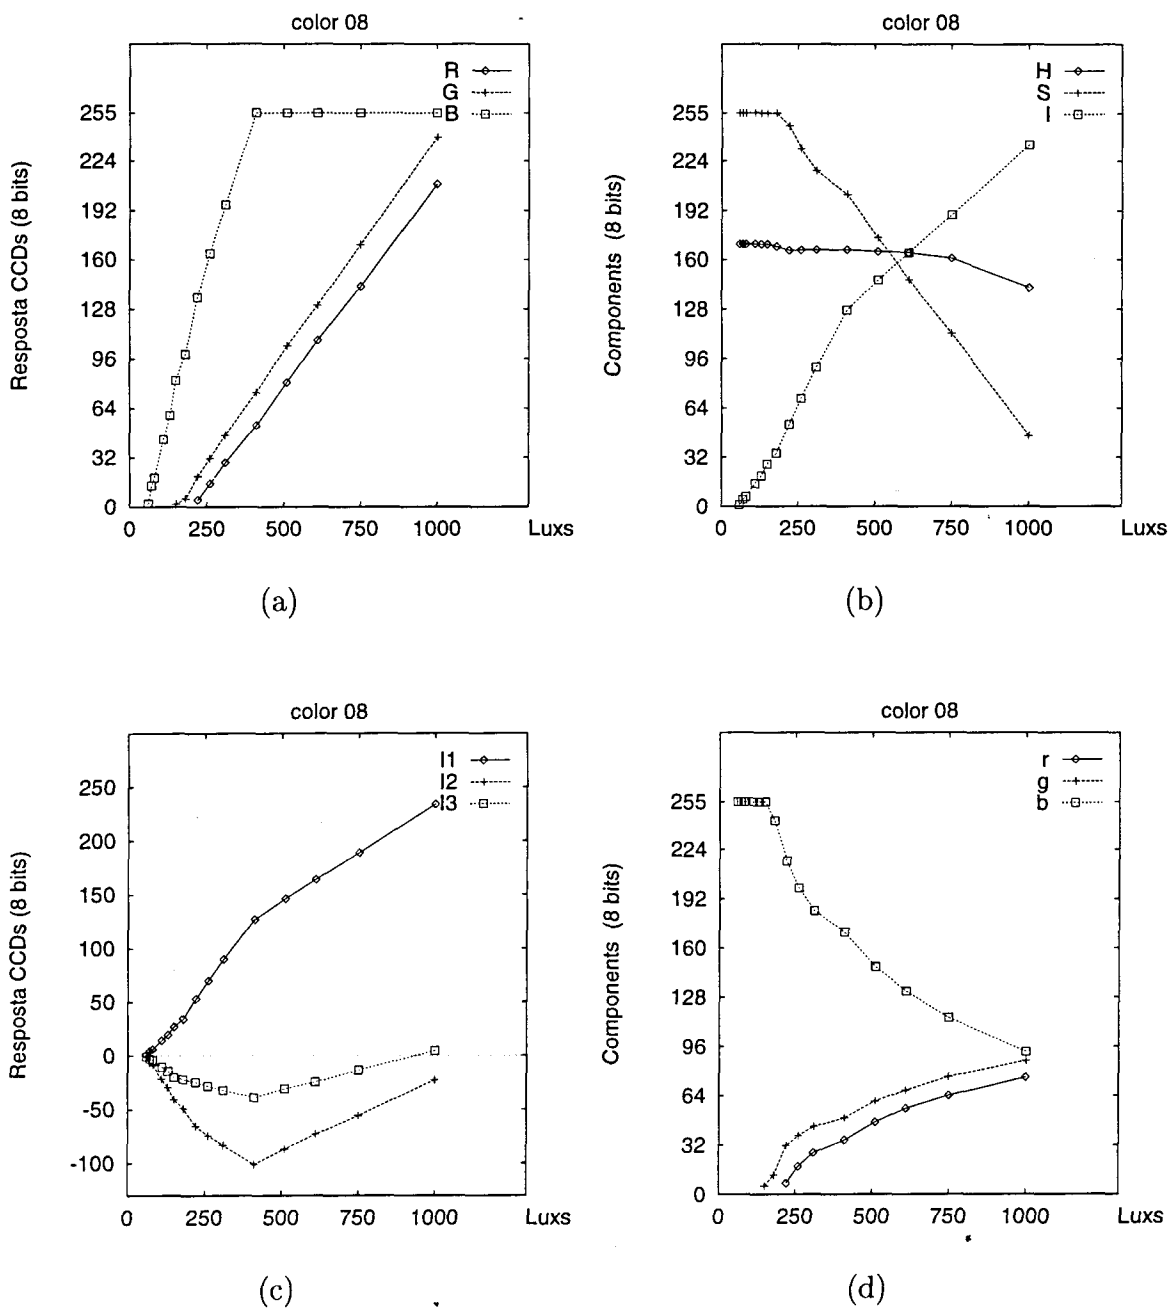 color 08
Resposta CCDs (8 bits)
R
G
B
255
224
192
160
128
96
64
32
0
0 250 500 750 1000 Luxs
(a)
color 08
Components (8 bits)
H
S
I
255
224
192
160
128
96
64
32
0
0 250 500 750 1000 Luxs
(b)
color 08
Resposta CCDs (8 bits)
I1
I2
I3
250
200
150
100
50
0
-50
-100
0 250 500 750 1000 Luxs
(c)
color 08
Components (8 bits)
r
g
b
255
224
192
160
128
96
64
32
0
0 250 500 750 1000 Luxs
(d)